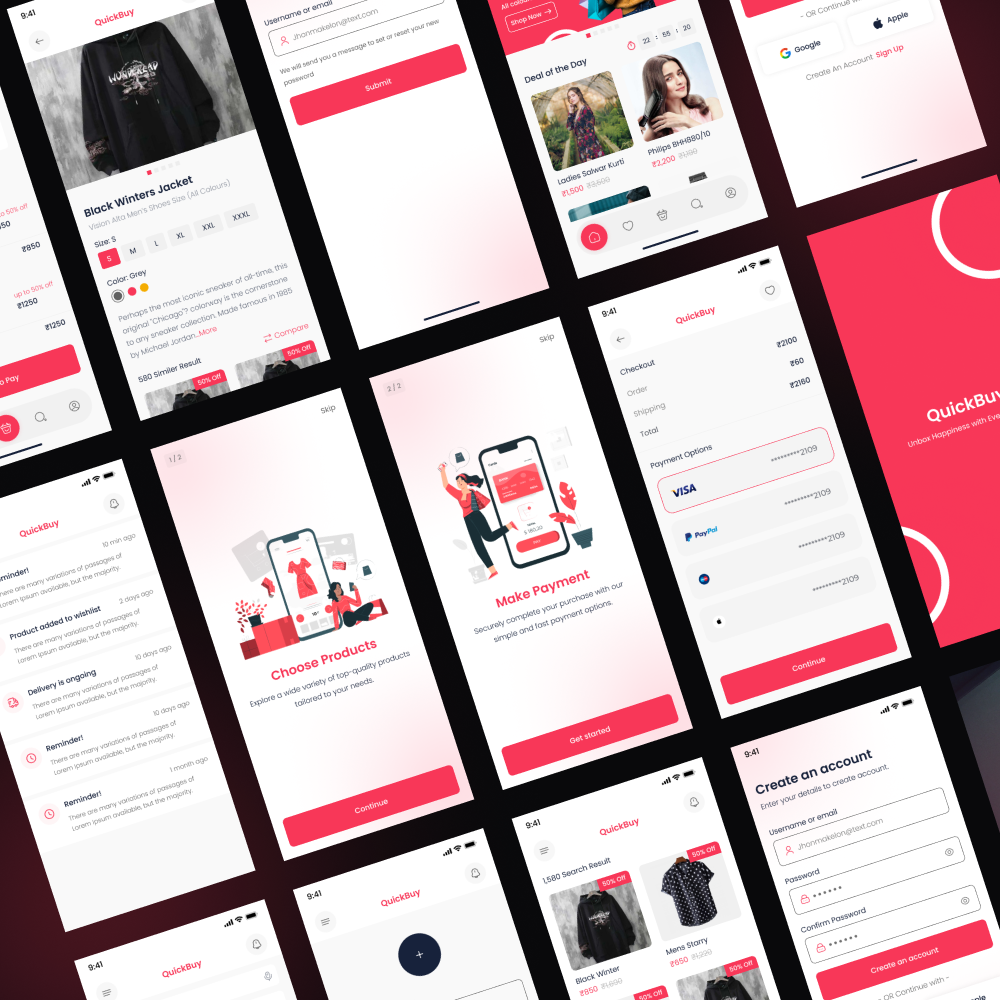 up to 50% off
₹850
up to 50% off
₹1250
₹1250
to Pay
9:41
Black Winters Jacket
Vision Alta Men's Shoes Size (All Colours)
Size: S
S M L XL XXL XXXL
Color: Grey
Perhaps the most iconic sneaker of all-time, this
original "Chicago"? colorway is the cornerstone
to any sneaker collection. Made famous in 1985
by Michael Jordan...More
Compare
580 Similer Result
50% Off
50% Off
Username or email
Jhanmakelon@text.com
We will send you a message to set or reset your new
password
Submit
All colours
Shop Now
22 : 55 : 20
Deal of the Day
Ladies Salwar Kurti
₹1,500 ₹3,500
Philips BHH880/10
₹2,200 ₹1,190
- OR Continue with -
Google
Apple
Create An Account Sign Up
QuickBuy
10 min ago
Reminder!
There are many variations of passages of
Lorem Ipsum available, but the majority.
2 days ago
Product added to wishlist
There are many variations of passages of
Lorem Ipsum available, but the majority.
10 days ago
Delivery is ongoing
There are many variations of passages of
Lorem Ipsum available, but the majority.
10 days ago
Reminder!
There are many variations of passages of
Lorem Ipsum available, but the majority.
1 month ago
Reminder!
There are many variations of passages of
Lorem Ipsum available, but the majority.
Skip
1 / 2
Choose Products
Explore a wide variety of top-quality products
tailored to your needs.
Continue
Skip
2 / 2
Make Payment
Securely complete your purchase with our
simple and fast payment options.
Get started
9:41
QuickBuy
Checkout
Order ₹2100
Shipping ₹60
Total ₹2160
Payment Options
VISA *********2109
PayPal *********2109
*********2109
*********2109
Continue
QuickBuy
Unbox Happiness with Eve
9:41
QuickBuy
9:41
QuickBuy
9:41
QuickBuy
1,580 Search Result
50% Off
50% Off
Black Winter
₹850 ₹1,600
Mens Starry
₹650 ₹1,230
50% Off
50% Off
9:41
Create an account
Enter your details to create account.
Username or email
Jhanmakelon@text.com
Password
Confirm Password
Create an account
- OR Continue with -